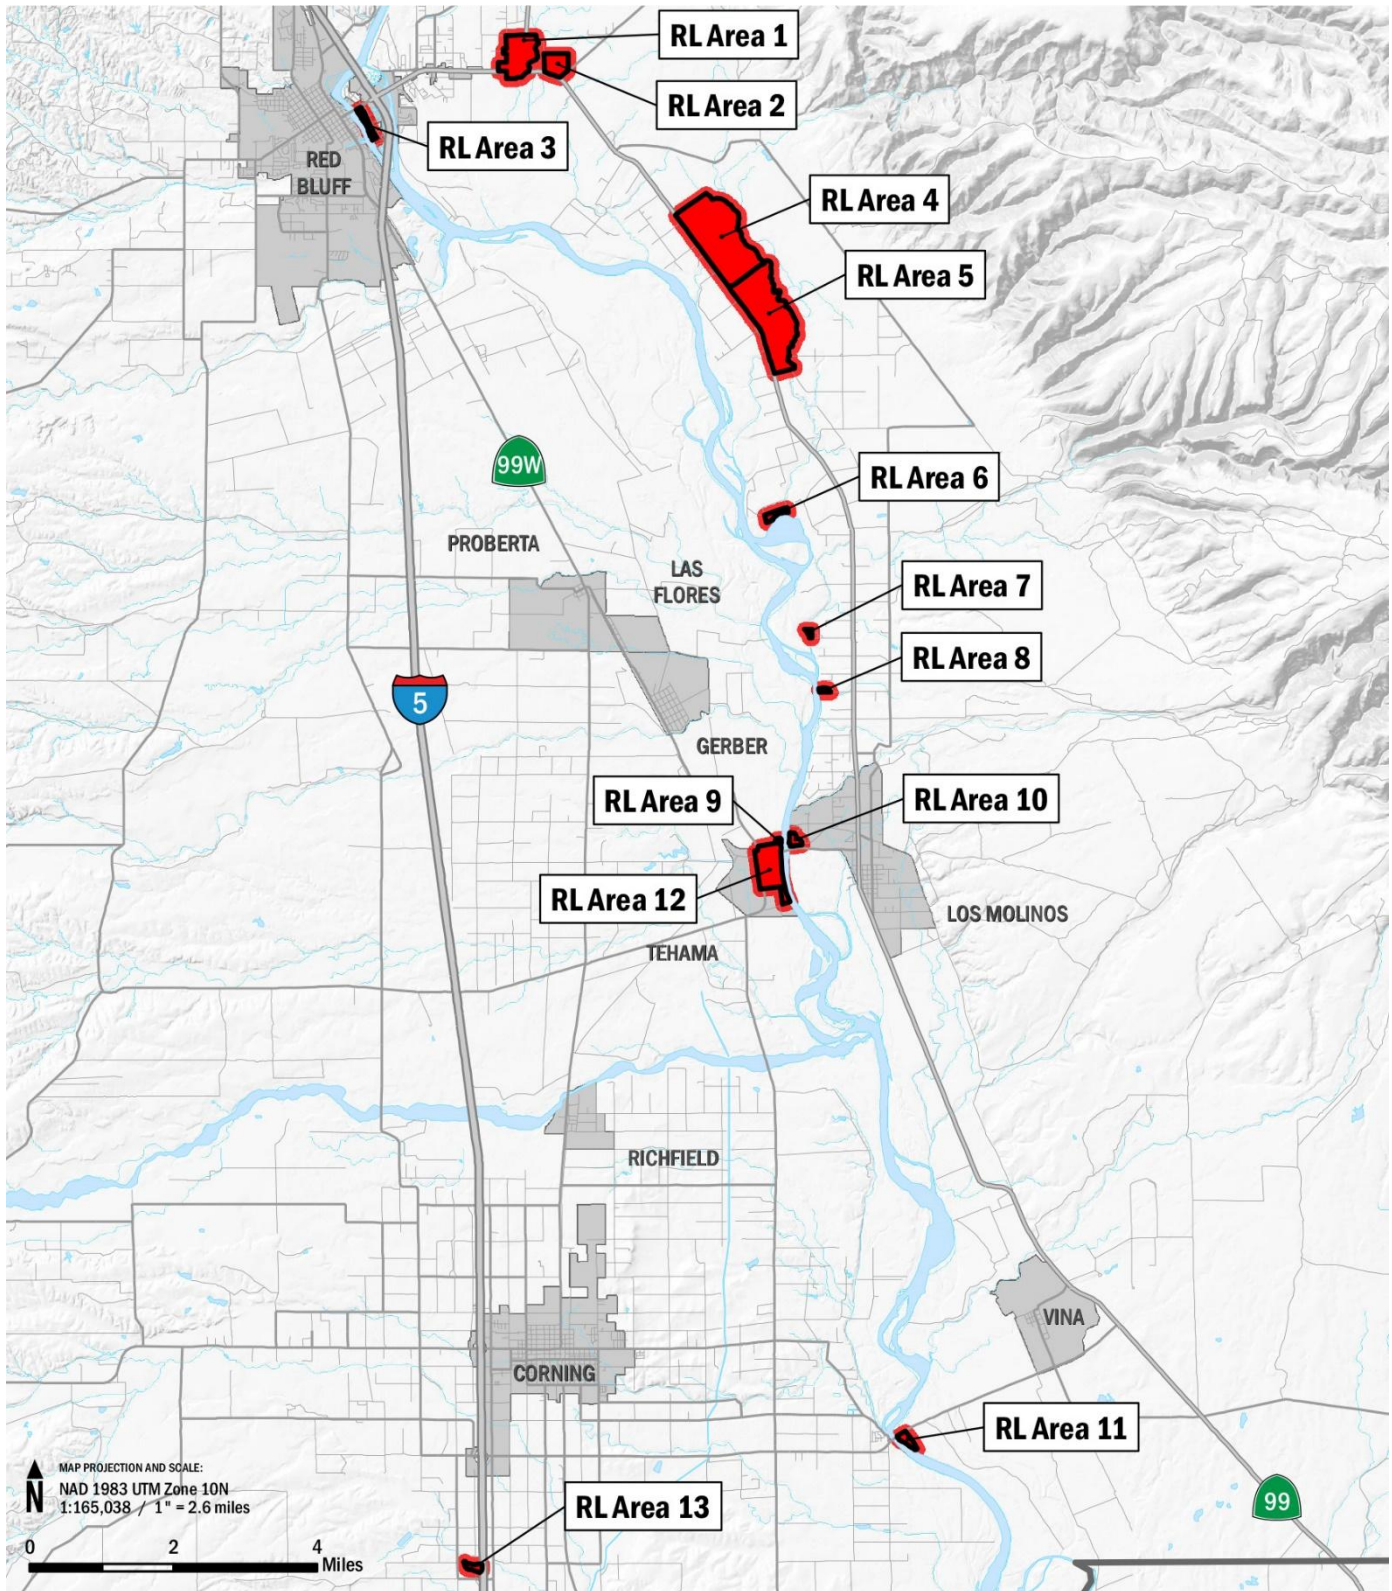 RL Area 1
RL Area 2
RL Area 3
RED
BLUFF
RL Area 4
RL Area 5
99W
RL Area 6
PROBERTA
LAS
FLORES
RL Area 7
RL Area 8
5
GERBER
RL Area 9
RL Area 10
RL Area 12
LOS MOLINOS
TEHAMA
RICHFIELD
VINA
CORNING
RL Area 11
N
MAP PROJECTION AND SCALE:
NAD 1983 UTM Zone 10N
1:165,038 / 1" = 2.6 miles
99
RL Area 13
0 2 4
Miles